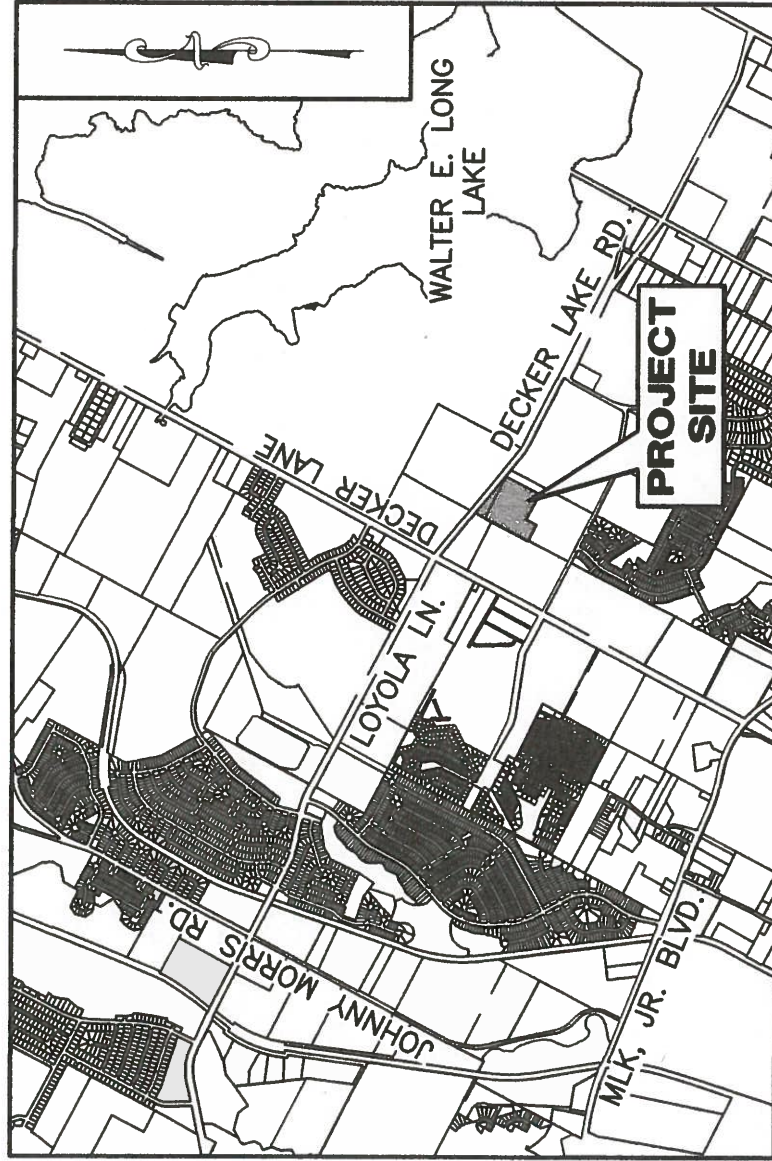 N
WALTER E. LONG
LAKE
DECKER LAKE RD.
DECKER LANE
PROJECT
SITE
LOYOLA LN.
JOHNNY MORRIS RD.
MLK, JR. BLVD.